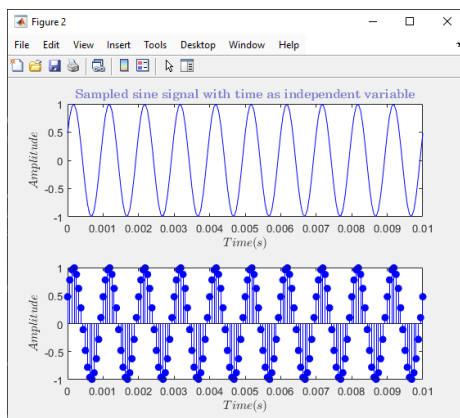 Figure 2
File Edit View Insert Tools Desktop Window Help
Sampled sine signal with time as independent variable
1
0.5
0
-0.5
-1
Amplitude
0 0.001 0.002 0.003 0.004 0.005 0.006 0.007 0.008 0.009 0.01
Time(s)
1
0.5
0
-0.5
-1
Amplitude
0 0.001 0.002 0.003 0.004 0.005 0.006 0.007 0.008 0.009 0.01
Time(s)